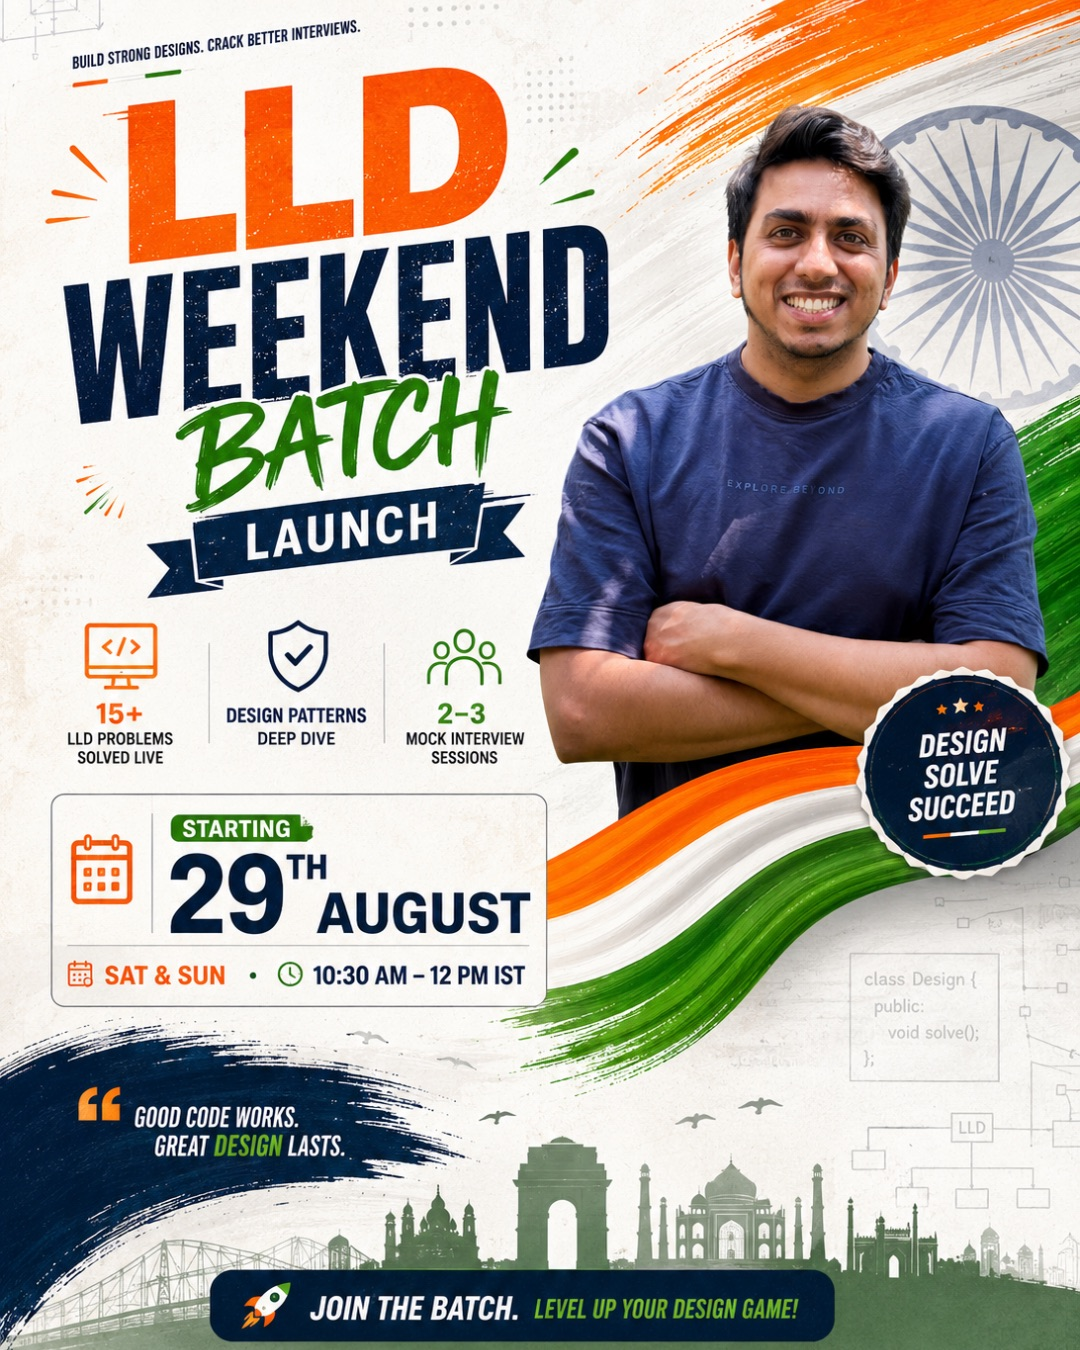 BUILD STRONG DESIGNS. CRACK BETTER INTERVIEWS.
LLD
WEEKEND
BATCH
LAUNCH
</>
15+
LLD PROBLEMS
SOLVED LIVE
DESIGN PATTERNS
DEEP DIVE
2–3
MOCK INTERVIEW
SESSIONS
EXPLORE BEYOND
DESIGN
SOLVE
SUCCEED
STARTING
29TH AUGUST
SAT & SUN • 10:30 AM – 12 PM IST
class Design {
public:
void solve();
};
LLD
“GOOD CODE WORKS.
GREAT DESIGN LASTS.
JOIN THE BATCH. LEVEL UP YOUR DESIGN GAME!